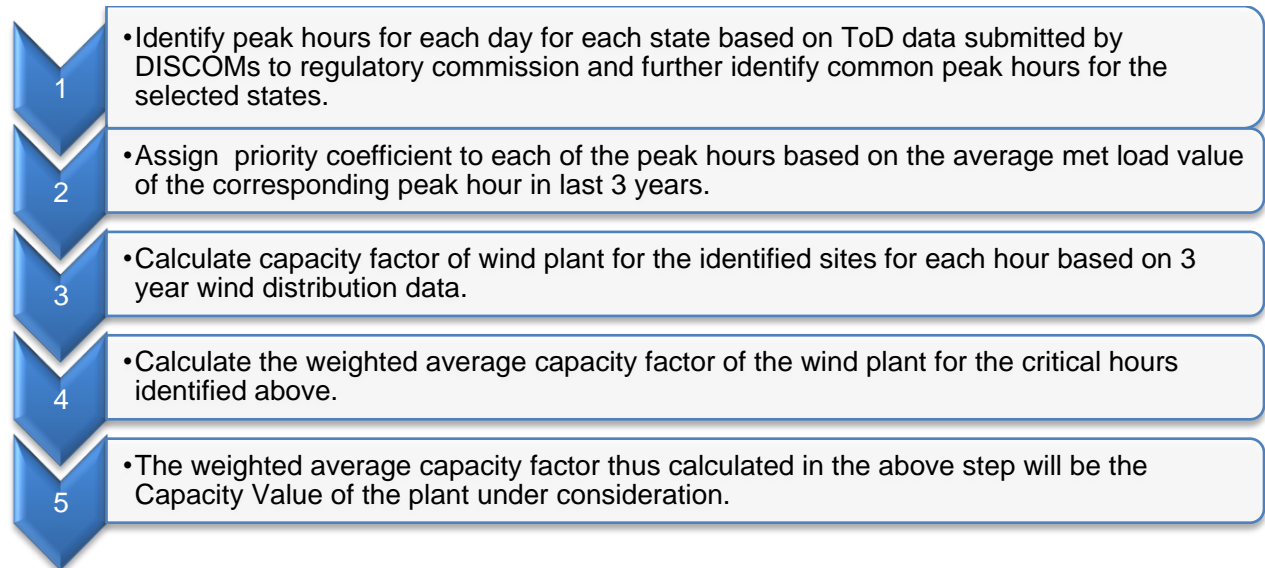 1
•Identify peak hours for each day for each state based on ToD data submitted by
DISCOMs to regulatory commission and further identify common peak hours for the
selected states.
2
•Assign  priority coefficient to each of the peak hours based on the average met load value
of the corresponding peak hour in last 3 years.
3
•Calculate capacity factor of wind plant for the identified sites for each hour based on 3
year wind distribution data.
4
•Calculate the weighted average capacity factor of the wind plant for the critical hours
identified above.
5
•The weighted average capacity factor thus calculated in the above step will be the
Capacity Value of the plant under consideration.